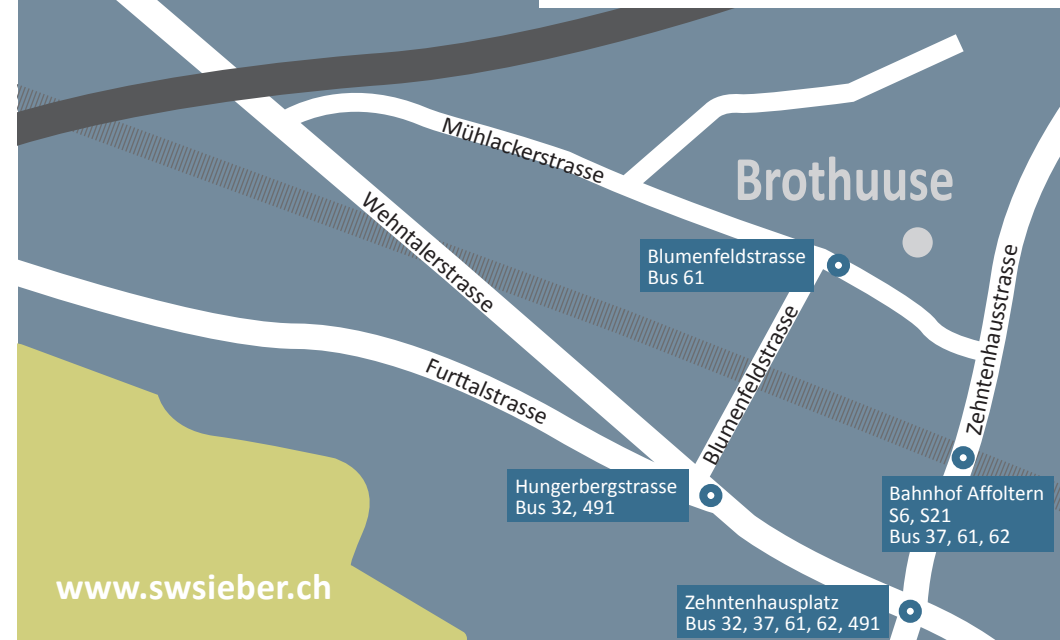 Mühlackerstrasse
Brothuuse
Wehntalerstrasse
Blumenfeldstrasse
Bus 61
Zehntenhausstrasse
Blumenfeldstrasse
Furttalstrasse
Hungerbergstrasse
Bus 32, 491
Bahnhof Affoltern
S6, S21
Bus 37, 61, 62
www.swsieber.ch
Zehntenhausplatz
Bus 32, 37, 61, 62, 491